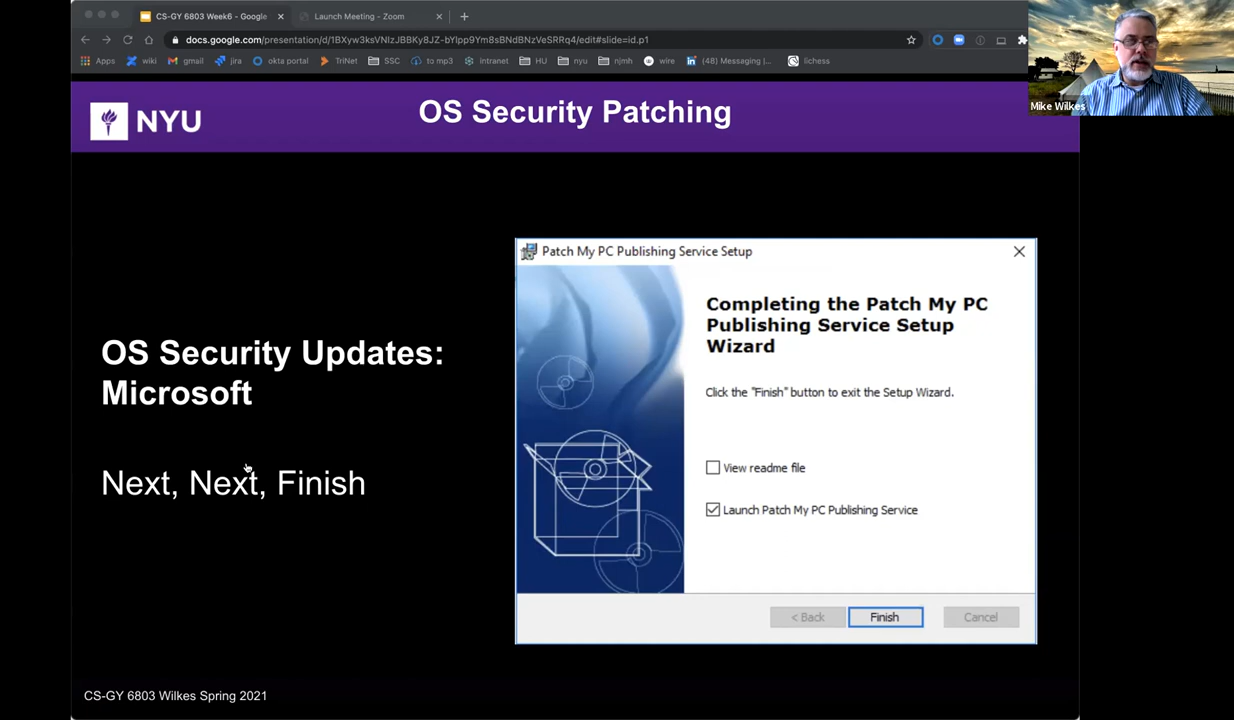 CS-GY 6803 Week6 - Google
Launch Meeting - Zoom
docs.google.com/presentation/d/1BXyw3ksVNIzJBBKy8JZ-bYlpp9Ym8sBNdBNzVeSRRq4/edit#slide=id.p1
Apps wiki gmail jira okta portal TriNet SSC to mp3 Intranet HU nyu njmh wire (48) Messaging |... lichess
Mike Wilkes
NYU
OS Security Patching
Patch My PC Publishing Service Setup
Completing the Patch My PC
Publishing Service Setup
Wizard
Click the "Finish" button to exit the Setup Wizard.
View readme file
Launch Patch My PC Publishing Service
< Back Finish Cancel
OS Security Updates:
Microsoft
Next, Next, Finish
CS-GY 6803 Wilkes Spring 2021